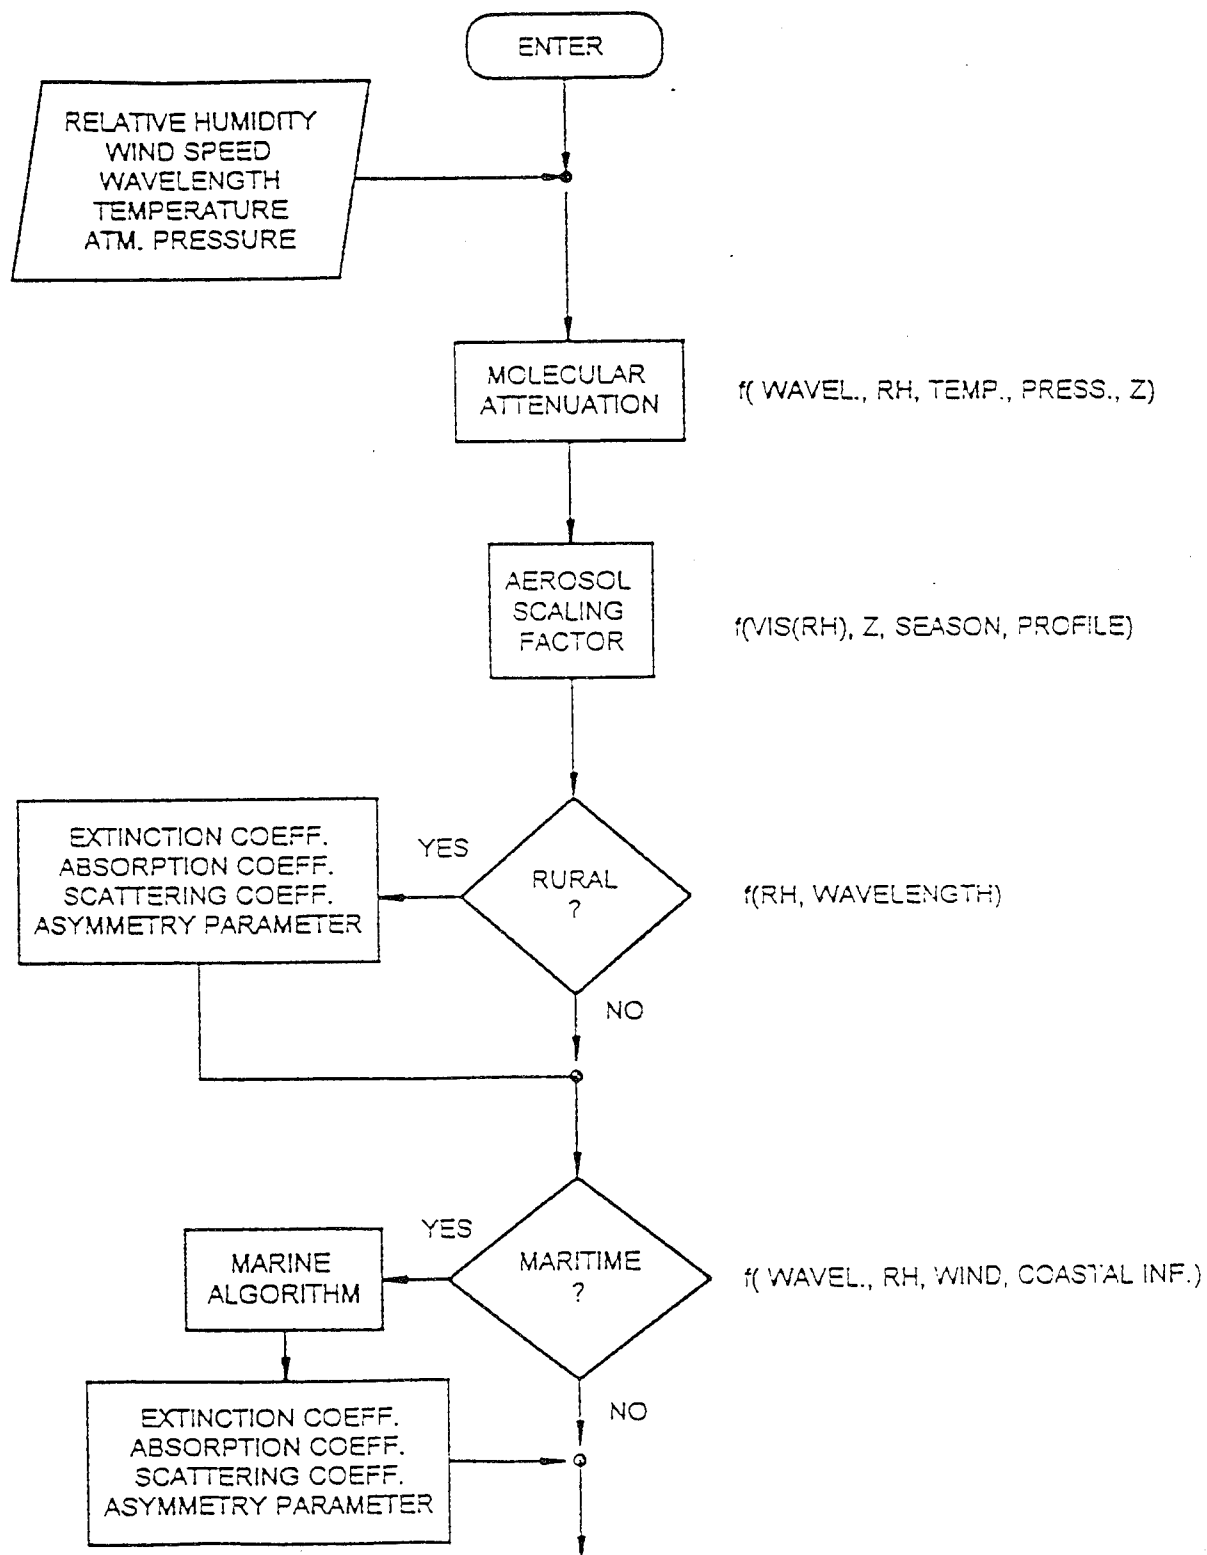 ENTER
RELATIVE HUMIDITY
WIND SPEED
WAVELENGTH
TEMPERATURE
ATM. PRESSURE
MOLECULAR
ATTENUATION
f( WAVEL., RH, TEMP., PRESS., Z)
AEROSOL
SCALING
FACTOR
f(VIS(RH), Z, SEASON, PROFILE)
EXTINCTION COEFF.
ABSORPTION COEFF.
SCATTERING COEFF.
ASYMMETRY PARAMETER
YES
RURAL
?
f(RH, WAVELENGTH)
NO
YES
MARINE
ALGORITHM
MARITIME
?
f( WAVEL., RH, WIND, COASTAL INF.)
NO
EXTINCTION COEFF.
ABSORPTION COEFF.
SCATTERING COEFF.
ASYMMETRY PARAMETER